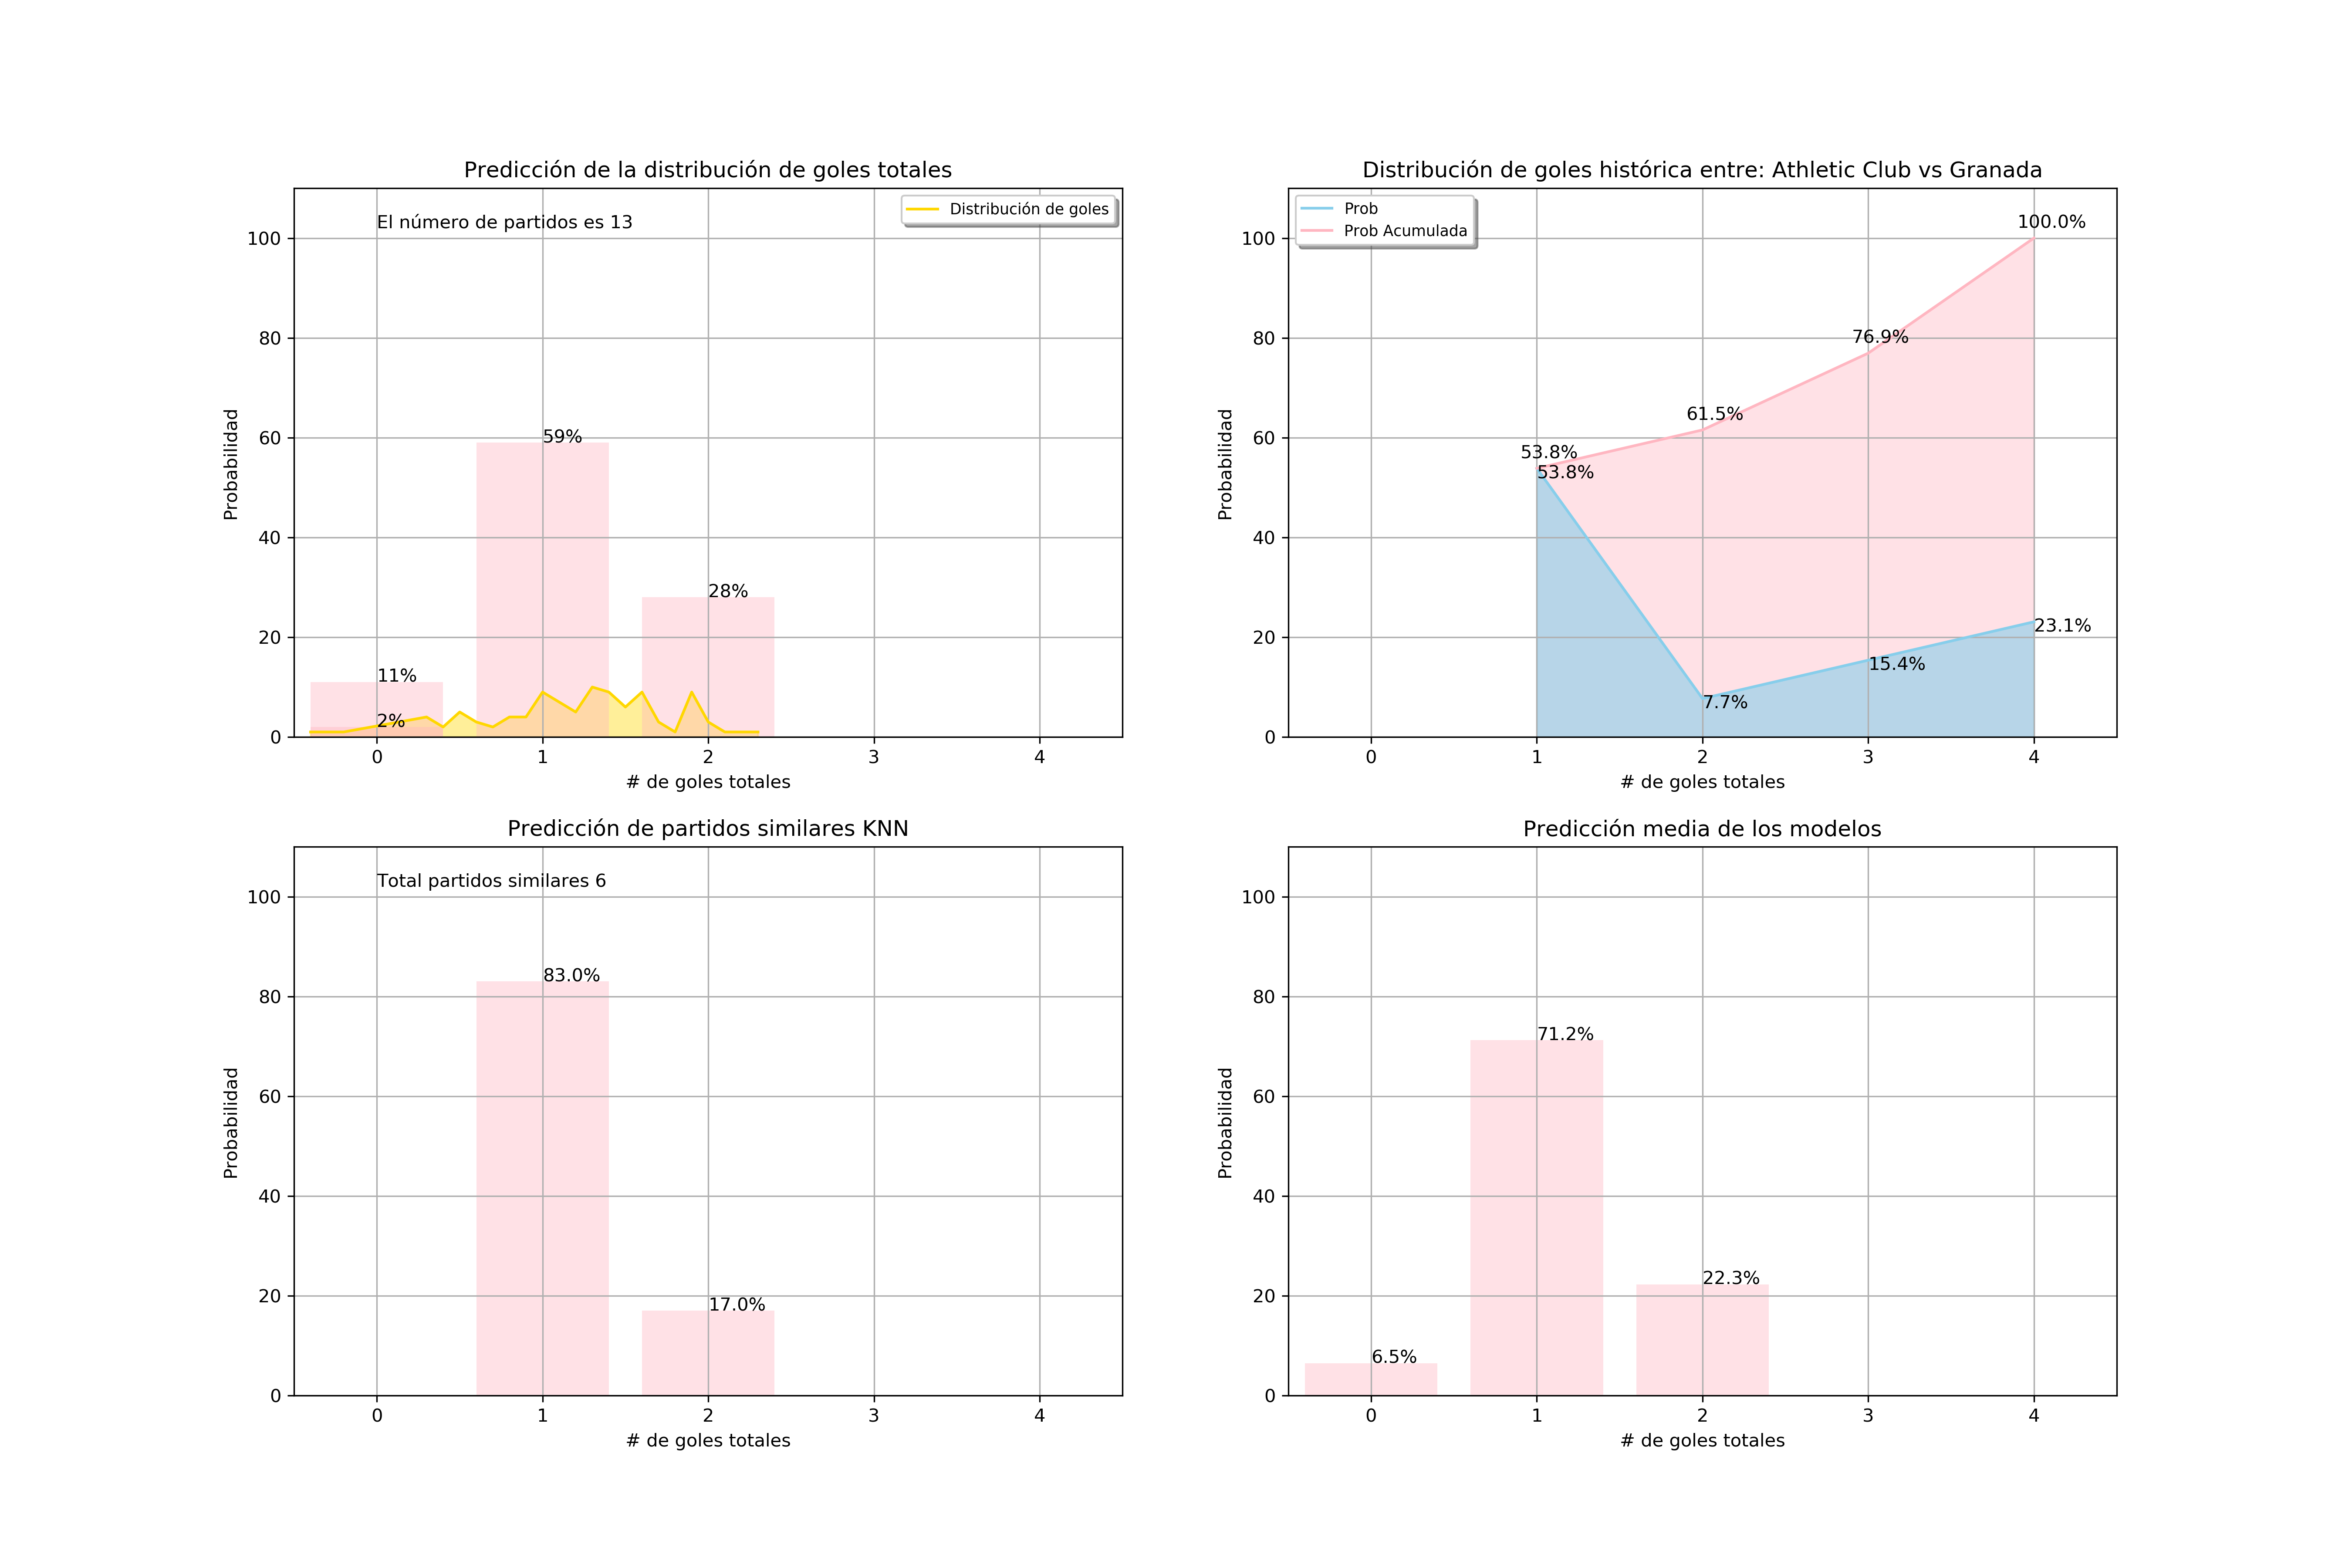 Predicción de la distribución de goles totales
El número de partidos es 13
Distribución de goles
100
80
60
40
20
0
Probabilidad
59%
28%
11%
2%
0 1 2 3 4
# de goles totales
Distribución de goles histórica entre: Athletic Club vs Granada
Prob
Prob Acumulada
100
80
60
40
20
0
Probabilidad
100.0%
76.9%
61.5%
53.8%
53.8%
23.1%
15.4%
7.7%
0 1 2 3 4
# de goles totales
Predicción de partidos similares KNN
Total partidos similares 6
100
80
60
40
20
0
Probabilidad
83.0%
17.0%
0 1 2 3 4
# de goles totales
Predicción media de los modelos
100
80
60
40
20
0
Probabilidad
71.2%
22.3%
6.5%
0 1 2 3 4
# de goles totales